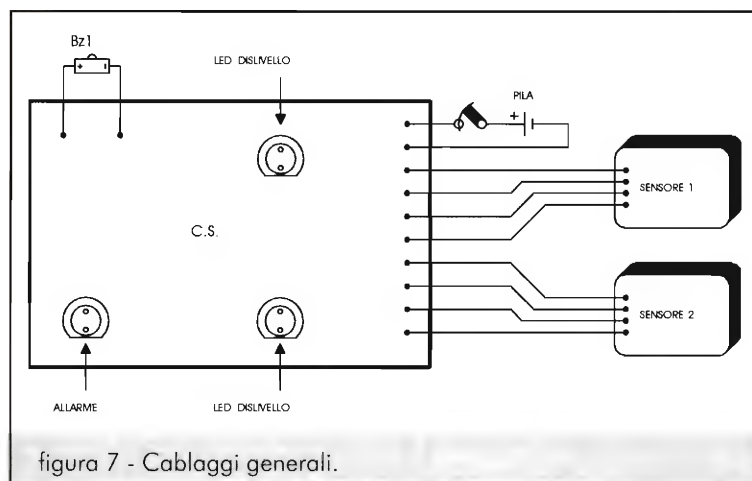 Bz1
LED DISLIVELLO
PILA
+
+
SENSORE 1
C.S.
SENSORE 2
ALLARME
LED DISLIVELLO
figura 7 - Cablaggi generali.